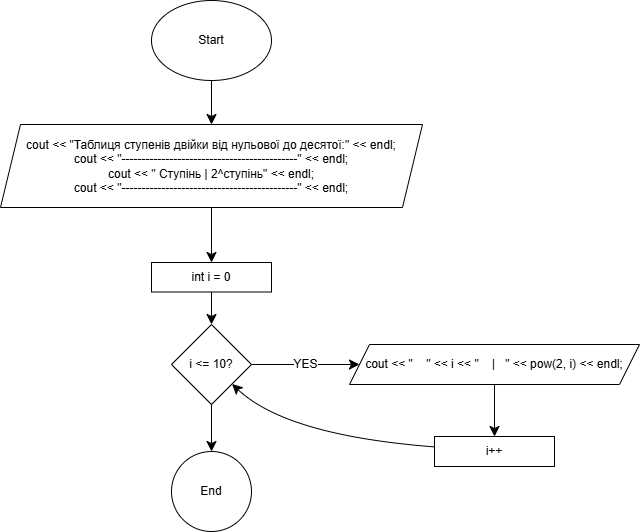 Start
cout << "Таблиця ступенів двійки від нульової до десятої:" << endl;
cout << "--------------------------------------------" << endl;
cout << " Ступінь | 2^ступінь" << endl;
cout << "--------------------------------------------" << endl;
int i = 0
i <= 10?
YES
cout << "    " << i << "    |   " << pow(2, i) << endl;
i++
End